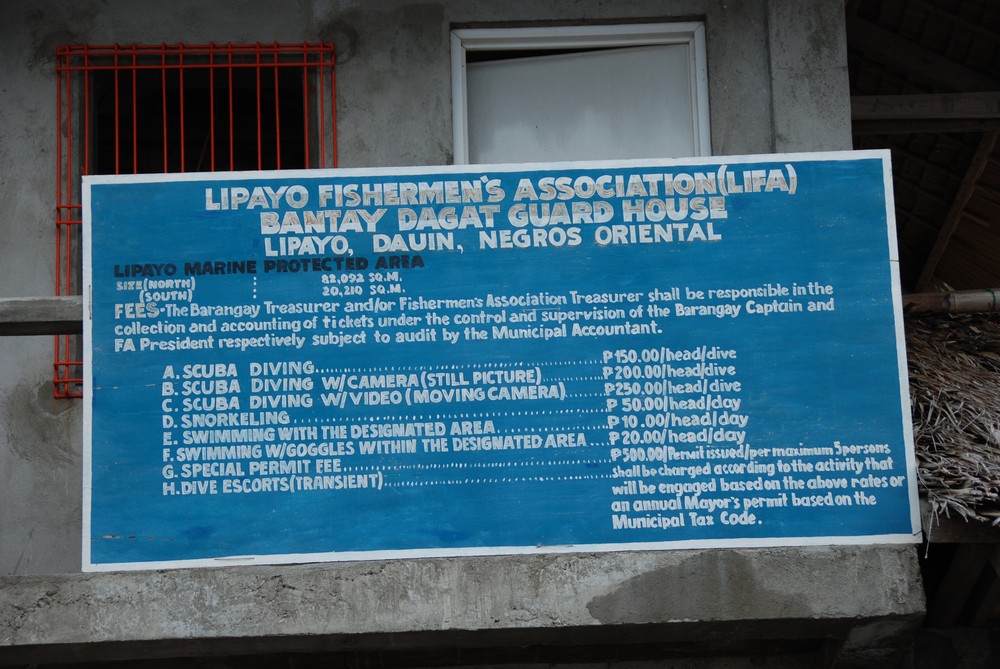 LIPAYO FISHERMEN'S ASSOCIATION(LIFA)
BANTAY DAGAT GUARD HOUSE
LIPAYO, DAUIN, NEGROS ORIENTAL
LIPAYO MARINE PROTECTED AREA
SIZE(NORTH) : 82,092 SQ.M.
(SOUTH) : 20,210 SQ.M.
FEES-The Barangay Treasurer and/or Fishermen's Association Treasurer shall be responsible in the
collection and accounting of tickets under the control and supervision of the Barangay Captain and
FA President respectively subject to audit by the Municipal Accountant.
A. SCUBA DIVING ₱150.00/head/dive
B. SCUBA DIVING W/CAMERA(STILL PICTURE) ₱200.00/head/dive
C. SCUBA DIVING W/VIDEO(MOVING CAMERA) ₱250.00/head/dive
D. SNORKELING ₱ 50.00/head/day
E. SWIMMING WITH THE DESIGNATED AREA ₱10.00/head/day
F. SWIMMING W/GOGGLES WITHIN THE DESIGNATED AREA ₱20.00/head/day
G. SPECIAL PERMIT FEE ₱500.00/Permit issued/per maximum 5persons
H. DIVE ESCORTS(TRANSIENT) shall be charged according to the activity that
will be engaged based on the above rates or
an annual Mayor's permit based on the
Municipal Tax Code.